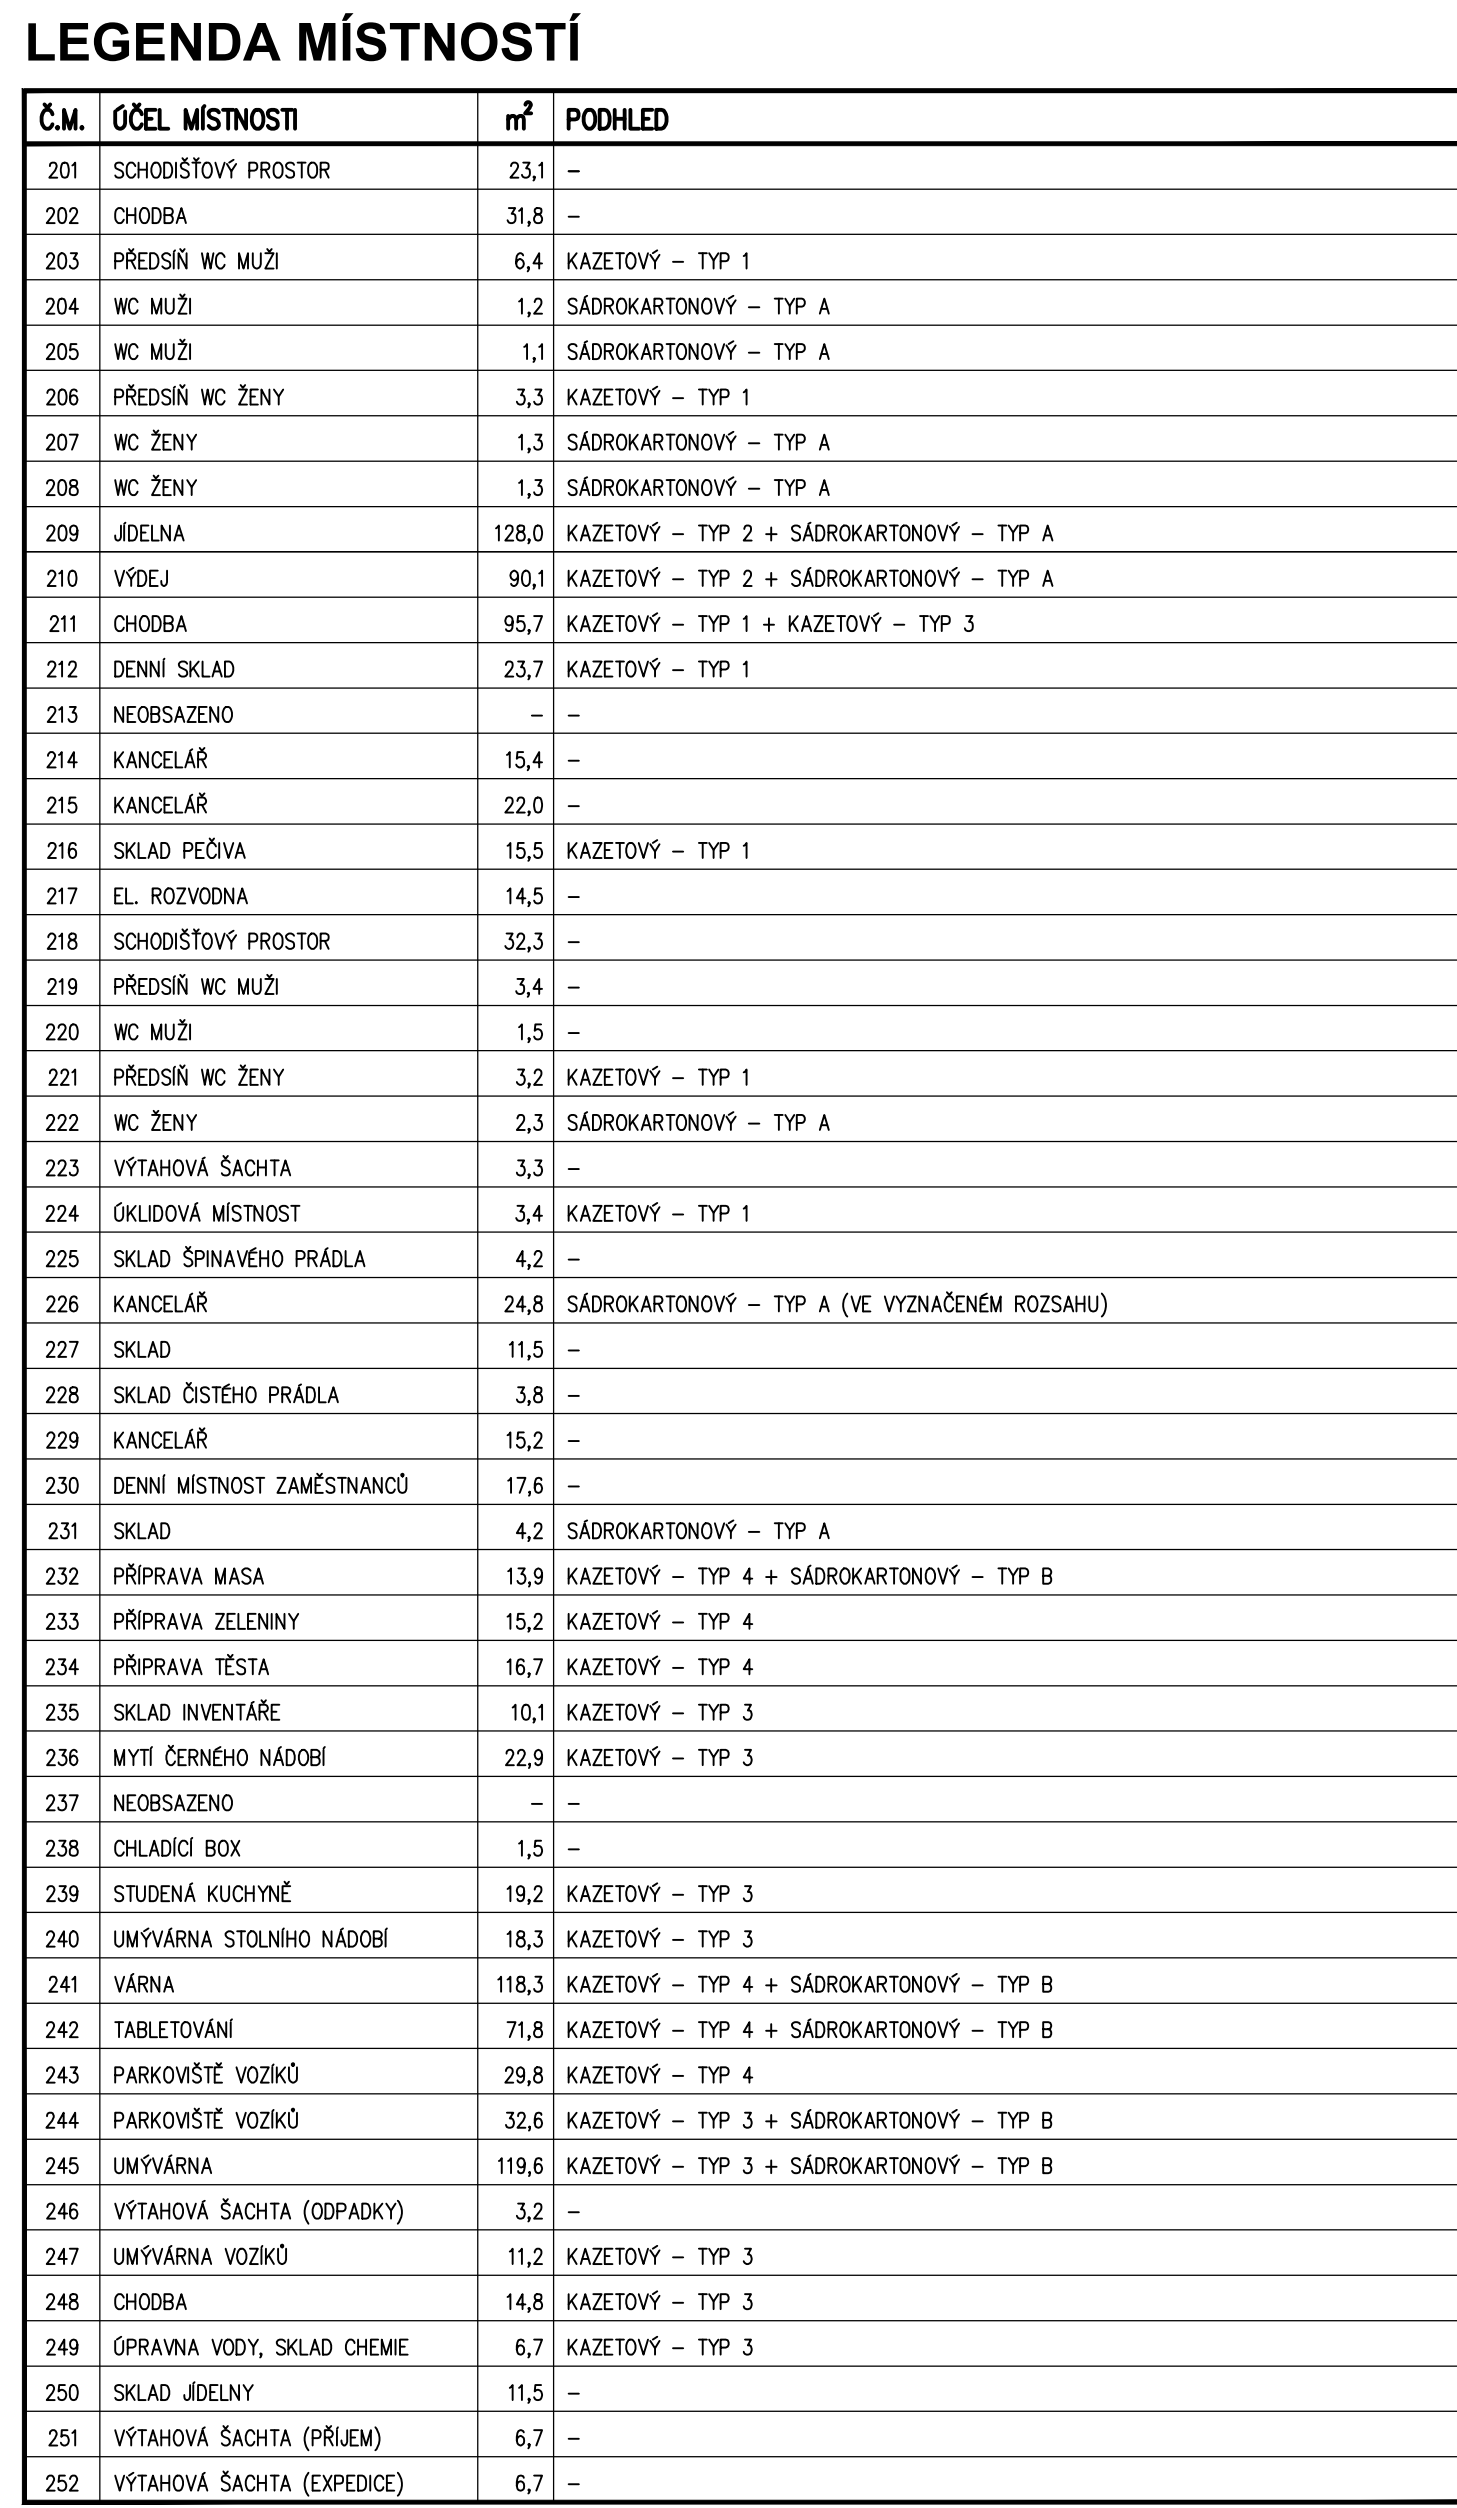 LEGENDA MÍSTNOSTÍ
Č.M. ÚČEL MÍSTNOSTI m² PODHLED
201 SCHODIŠŤOVÝ PROSTOR 23,1 –
202 CHODBA 31,8 –
203 PŘEDSÍŇ WC MUŽI 6,4 KAZETOVÝ – TYP 1
204 WC MUŽI 1,2 SÁDROKARTONOVÝ – TYP A
205 WC MUŽI 1,1 SÁDROKARTONOVÝ – TYP A
206 PŘEDSÍŇ WC ŽENY 3,3 KAZETOVÝ – TYP 1
207 WC ŽENY 1,3 SÁDROKARTONOVÝ – TYP A
208 WC ŽENY 1,3 SÁDROKARTONOVÝ – TYP A
209 JÍDELNA 128,0 KAZETOVÝ – TYP 2 + SÁDROKARTONOVÝ – TYP A
210 VÝDEJ 90,1 KAZETOVÝ – TYP 2 + SÁDROKARTONOVÝ – TYP A
211 CHODBA 95,7 KAZETOVÝ – TYP 1 + KAZETOVÝ – TYP 3
212 DENNÍ SKLAD 23,7 KAZETOVÝ – TYP 1
213 NEOBSAZENO – –
214 KANCELÁŘ 15,4 –
215 KANCELÁŘ 22,0 –
216 SKLAD PEČIVA 15,5 KAZETOVÝ – TYP 1
217 EL. ROZVODNA 14,5 –
218 SCHODIŠŤOVÝ PROSTOR 32,3 –
219 PŘEDSÍŇ WC MUŽI 3,4 –
220 WC MUŽI 1,5 –
221 PŘEDSÍŇ WC ŽENY 3,2 KAZETOVÝ – TYP 1
222 WC ŽENY 2,3 SÁDROKARTONOVÝ – TYP A
223 VÝTAHOVÁ ŠACHTA 3,3 –
224 ÚKLIDOVÁ MÍSTNOST 3,4 KAZETOVÝ – TYP 1
225 SKLAD ŠPINAVÉHO PRÁDLA 4,2 –
226 KANCELÁŘ 24,8 SÁDROKARTONOVÝ – TYP A (VE VYZNAČENÉM ROZSAHU)
227 SKLAD 11,5 –
228 SKLAD ČISTÉHO PRÁDLA 3,8 –
229 KANCELÁŘ 15,2 –
230 DENNÍ MÍSTNOST ZAMĚSTNANCŮ 17,6 –
231 SKLAD 4,2 SÁDROKARTONOVÝ – TYP A
232 PŘÍPRAVA MASA 13,9 KAZETOVÝ – TYP 4 + SÁDROKARTONOVÝ – TYP B
233 PŘÍPRAVA ZELENINY 15,2 KAZETOVÝ – TYP 4
234 PŘIPRAVA TĚSTA 16,7 KAZETOVÝ – TYP 4
235 SKLAD INVENTÁŘE 10,1 KAZETOVÝ – TYP 3
236 MYTÍ ČERNÉHO NÁDOBÍ 22,9 KAZETOVÝ – TYP 3
237 NEOBSAZENO – –
238 CHLADÍCÍ BOX 1,5 –
239 STUDENÁ KUCHYNĚ 19,2 KAZETOVÝ – TYP 3
240 UMÝVÁRNA STOLNÍHO NÁDOBÍ 18,3 KAZETOVÝ – TYP 3
241 VÁRNA 118,3 KAZETOVÝ – TYP 4 + SÁDROKARTONOVÝ – TYP B
242 TABLETOVÁNÍ 71,8 KAZETOVÝ – TYP 4 + SÁDROKARTONOVÝ – TYP B
243 PARKOVIŠTĚ VOZÍKŮ 29,8 KAZETOVÝ – TYP 4
244 PARKOVIŠTĚ VOZÍKŮ 32,6 KAZETOVÝ – TYP 3 + SÁDROKARTONOVÝ – TYP B
245 UMÝVÁRNA 119,6 KAZETOVÝ – TYP 3 + SÁDROKARTONOVÝ – TYP B
246 VÝTAHOVÁ ŠACHTA (ODPADKY) 3,2 –
247 UMÝVÁRNA VOZÍKŮ 11,2 KAZETOVÝ – TYP 3
248 CHODBA 14,8 KAZETOVÝ – TYP 3
249 ÚPRAVNA VODY, SKLAD CHEMIE 6,7 KAZETOVÝ – TYP 3
250 SKLAD JÍDELNY 11,5 –
251 VÝTAHOVÁ ŠACHTA (PŘÍJEM) 6,7 –
252 VÝTAHOVÁ ŠACHTA (EXPEDICE) 6,7 –